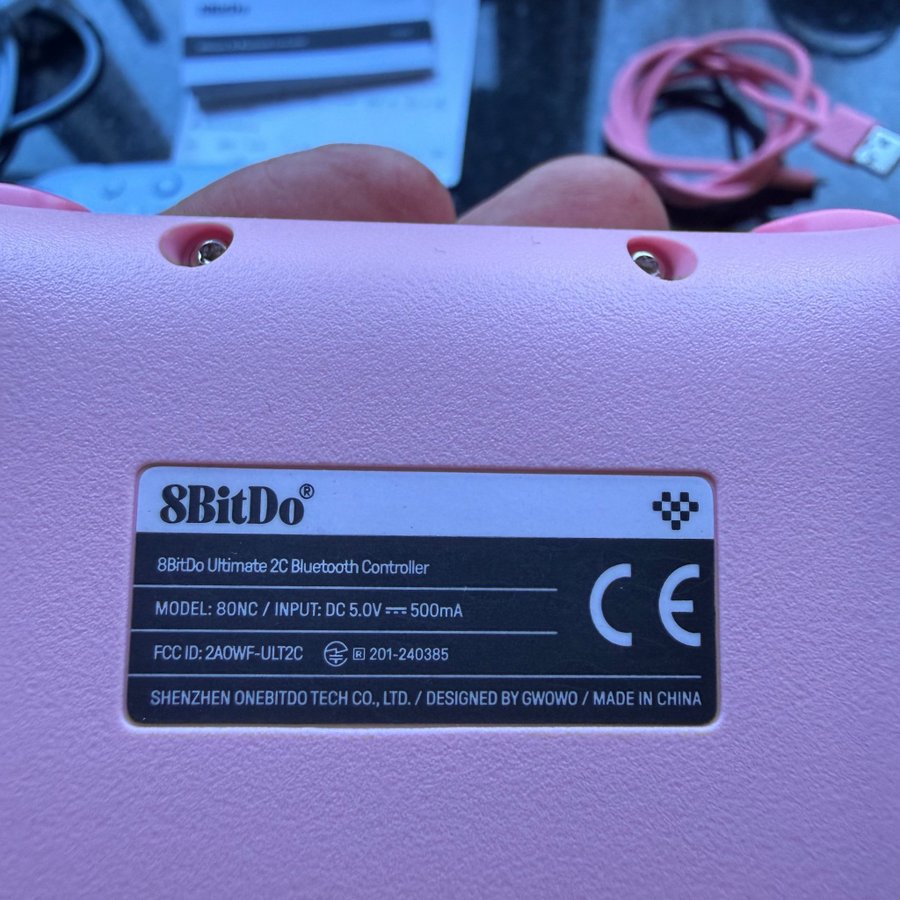 8BitDo®
8BitDo Ultimate 2C Bluetooth Controller
MODEL: 80NC / INPUT: DC 5.0V ⎓ 500mA
FCC ID: 2AOWF-ULT2C R 201-240385
SHENZHEN ONEBITDO TECH CO., LTD. / DESIGNED BY GWOWO / MADE IN CHINA
CE